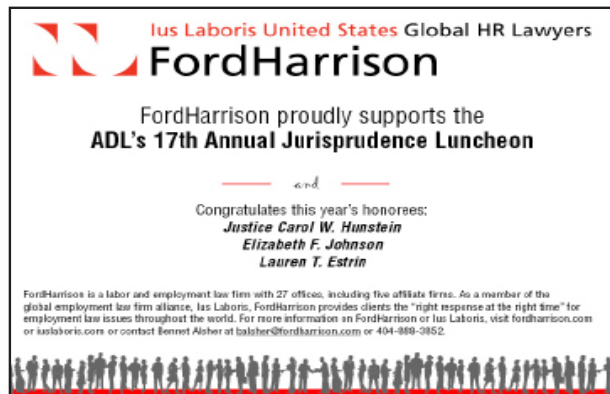 Ius Laboris United States Global HR Lawyers
FordHarrison
FordHarrison proudly supports the
ADL's 17th Annual Jurisprudence Luncheon
and
Congratulates this year's honorees:
Justice Carol W. Hunstein
Elizabeth F. Johnson
Lauren T. Estrin
FordHarrison is a labor and employment law firm with 27 offices, including five affiliate firms. As a member of the
global employment law firm alliance, Ius Laboris, FordHarrison provides clients the “right response at the right time” for
employment law issues throughout the world. For more information on FordHarrison or Ius Laboris, visit fordharrison.com
or iuslaboris.com or contact Bennet Alsher at balsher@fordharrison.com or 404-888-3852.